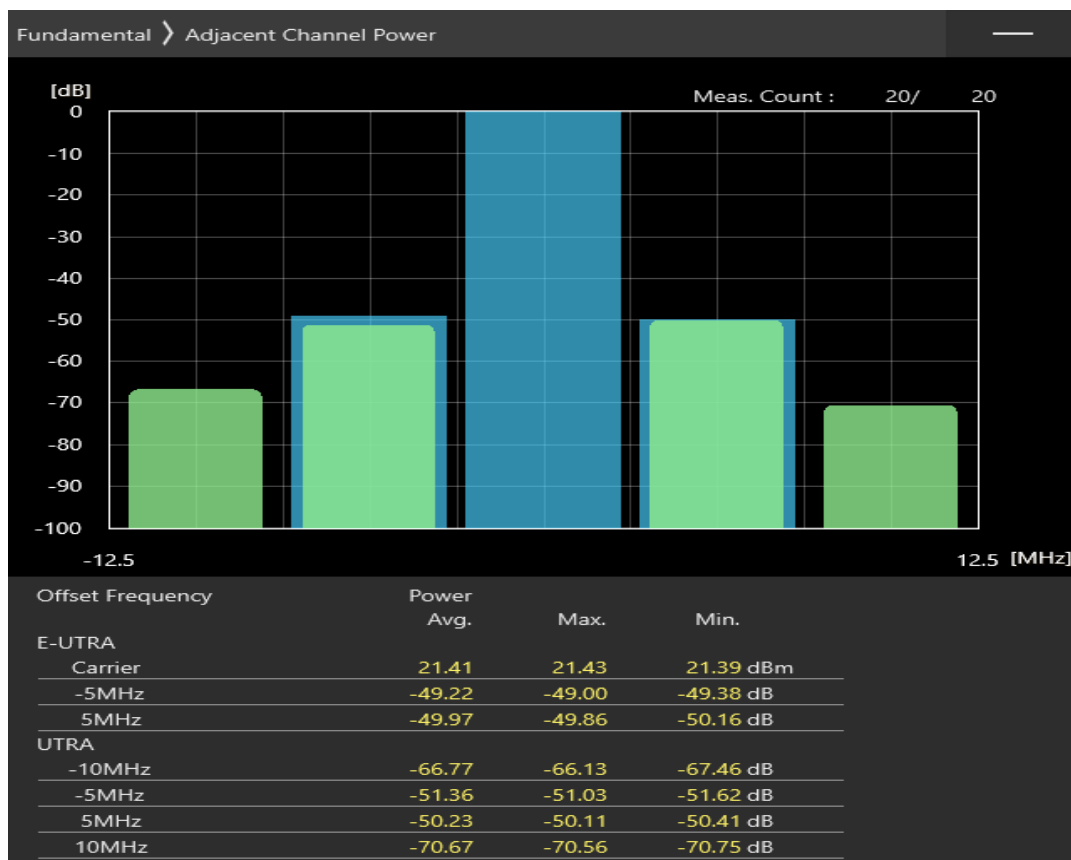 Fundamental ❯ Adjacent Channel Power
[dB]
Meas. Count : 20/ 20
0
-10
-20
-30
-40
-50
-60
-70
-80
-90
-100
-12.5 12.5 [MHz]
Offset Frequency Power
Avg. Max. Min.
E-UTRA
Carrier 21.41 21.43 21.39 dBm
-5MHz -49.22 -49.00 -49.38 dB
5MHz -49.97 -49.86 -50.16 dB
UTRA
-10MHz -66.77 -66.13 -67.46 dB
-5MHz -51.36 -51.03 -51.62 dB
5MHz -50.23 -50.11 -50.41 dB
10MHz -70.67 -70.56 -70.75 dB